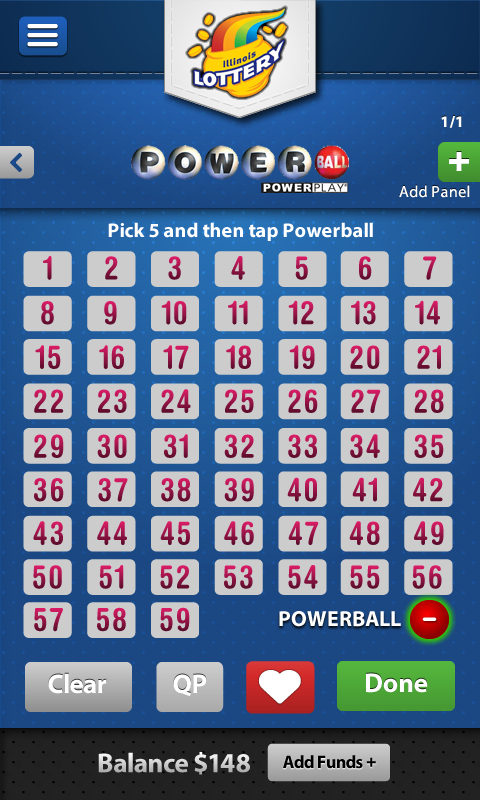 Illinois
LOTTERY
1/1
POWERBALL
POWERPLAY
Add Panel
Pick 5 and then tap Powerball
1 2 3 4 5 6 7
8 9 10 11 12 13 14
15 16 17 18 19 20 21
22 23 24 25 26 27 28
29 30 31 32 33 34 35
36 37 38 39 40 41 42
43 44 45 46 47 48 49
50 51 52 53 54 55 56
57 58 59 POWERBALL -
Clear QP Done
Balance $148 Add Funds +